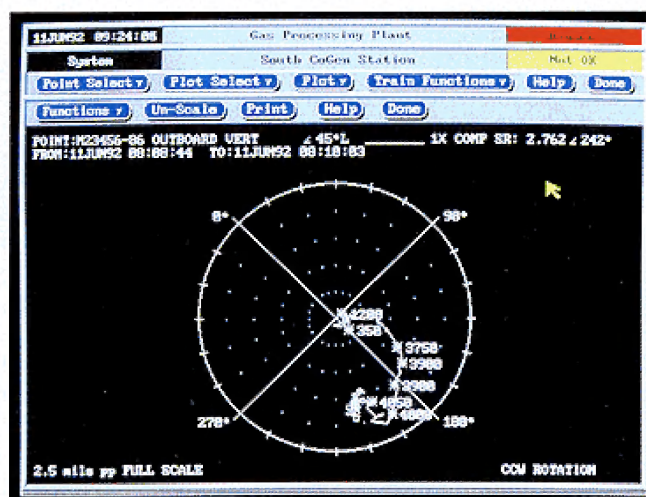 11JUN92 09:24:06 Gas Processing Plant
System South CoGen Station Not OK
Point Select Plot Select Plot Train Functions Help Done
Functions Un-Scale Print Help Done
POINT:M23456-86 OUTBOARD VERT ∠45°L 1X COMP SR: 2.762∠242°
FROM:11JUN92 08:08:44 TO:11JUN92 08:18:03
0° 90°
1200
350
3750
3900
4050 4000
270° 180°
2.5 mils pp FULL SCALE CCW ROTATION